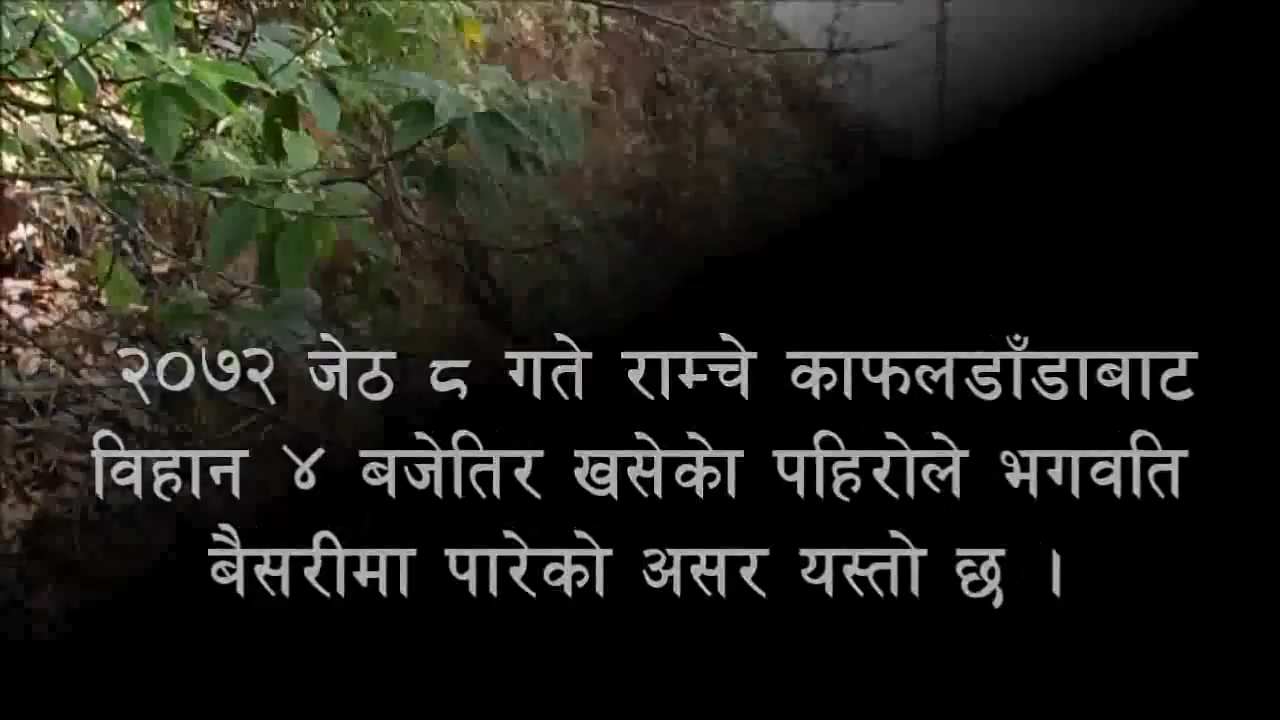 २०७२ जेठ ८ गते राम्चे काफलडाँडाबाट
विहान ४ बजेतिर खसेको पहिरोले भगवति
बैसरीमा पारेको असर यस्तो छ ।